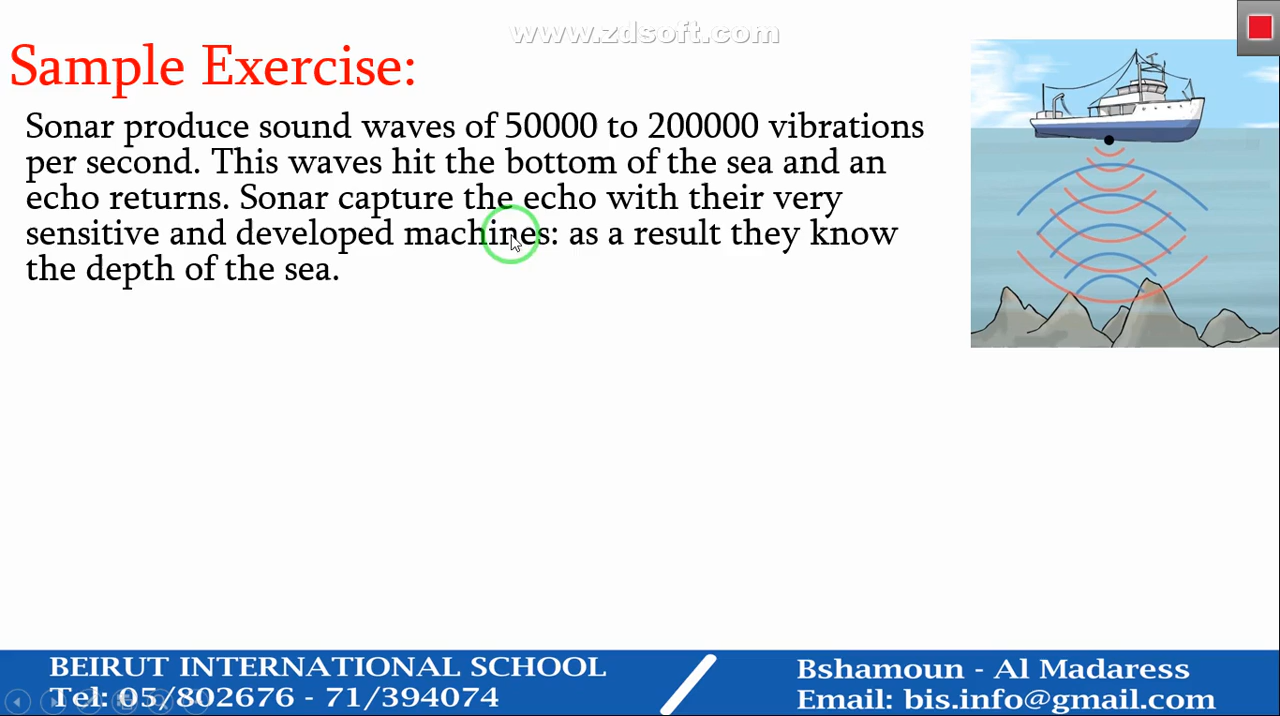 www.zdsoft.com
Sample Exercise:
Sonar produce sound waves of 50000 to 200000 vibrations
per second. This waves hit the bottom of the sea and an
echo returns. Sonar capture the echo with their very
sensitive and developed machines: as a result they know
the depth of the sea.
BEIRUT INTERNATIONAL SCHOOL
Tel: 05/802676 - 71/394074
Bshamoun - Al Madaress
Email: bis.info@gmail.com